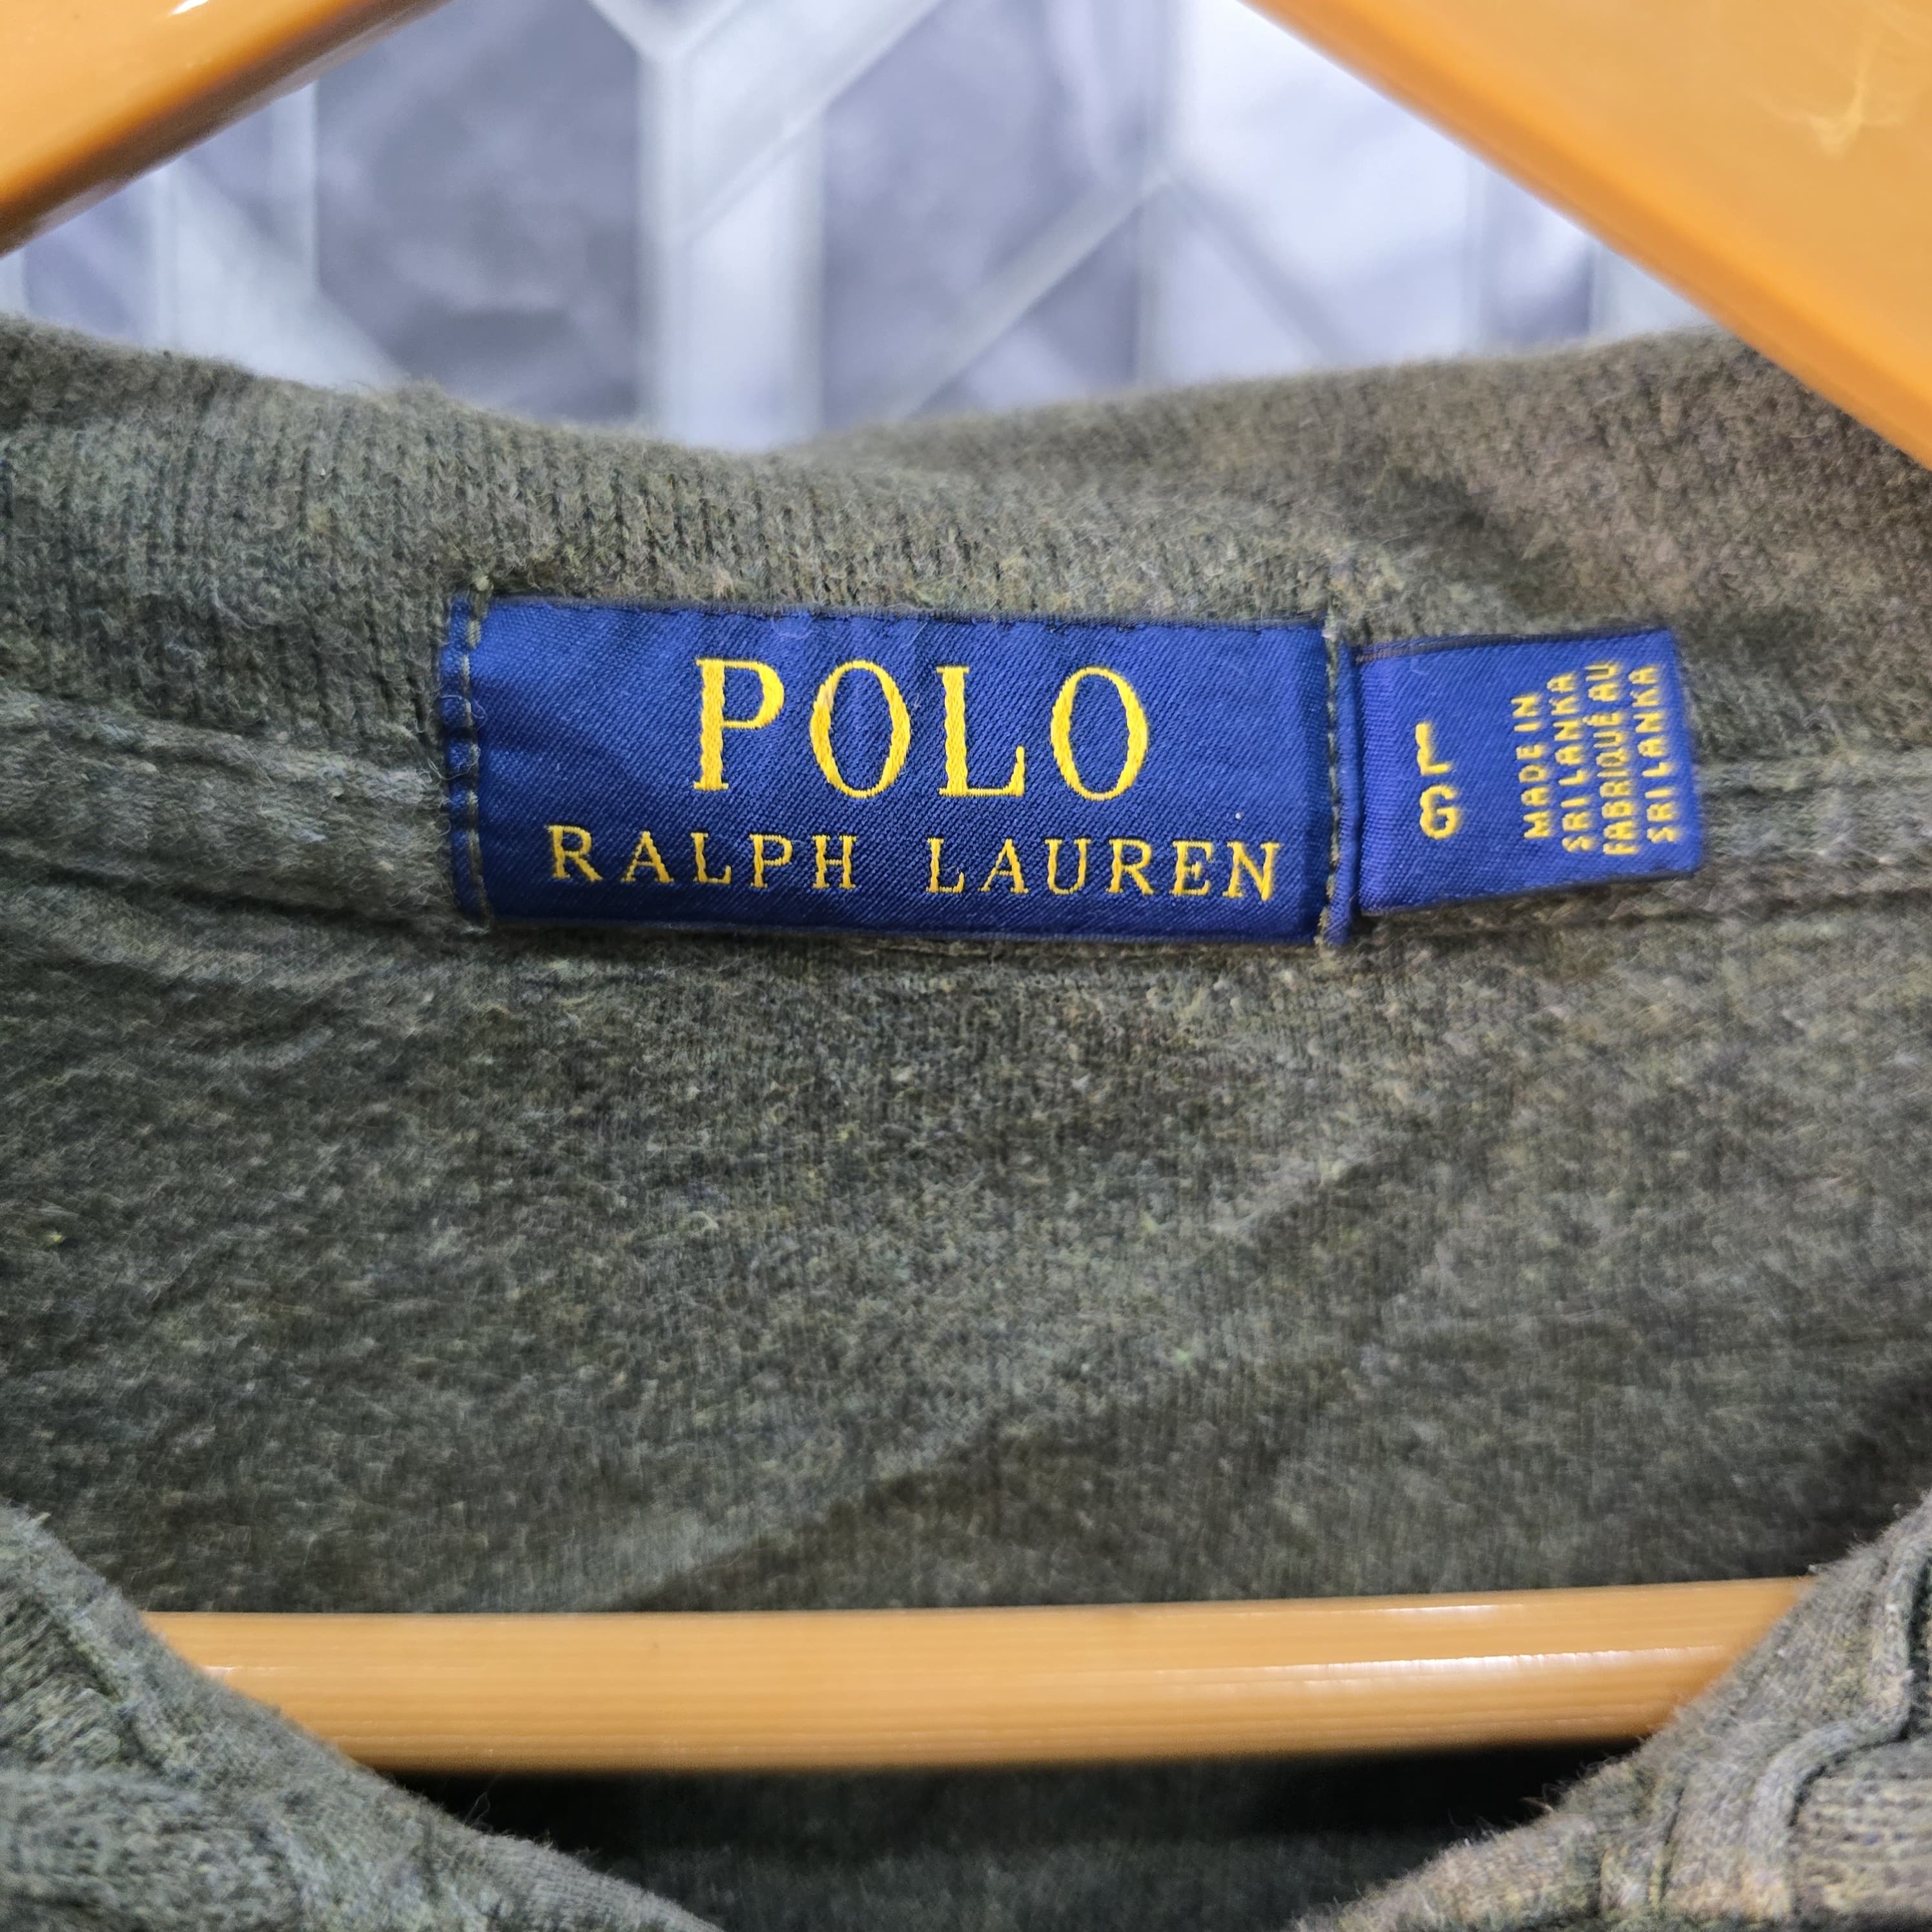 POLO
RALPH LAUREN
L
G
MADE IN
SRI LANKA
FABRIQUÉ AU
SRI LANKA